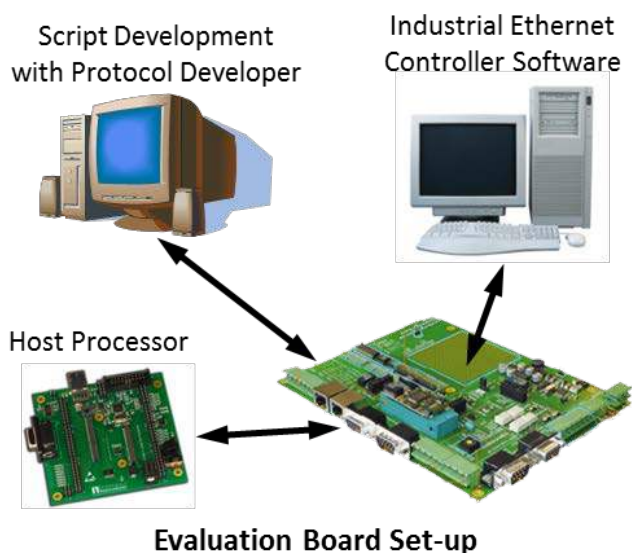 Script Development
with Protocol Developer
Industrial Ethernet
Controller Software
Host Processor
Evaluation Board Set-up